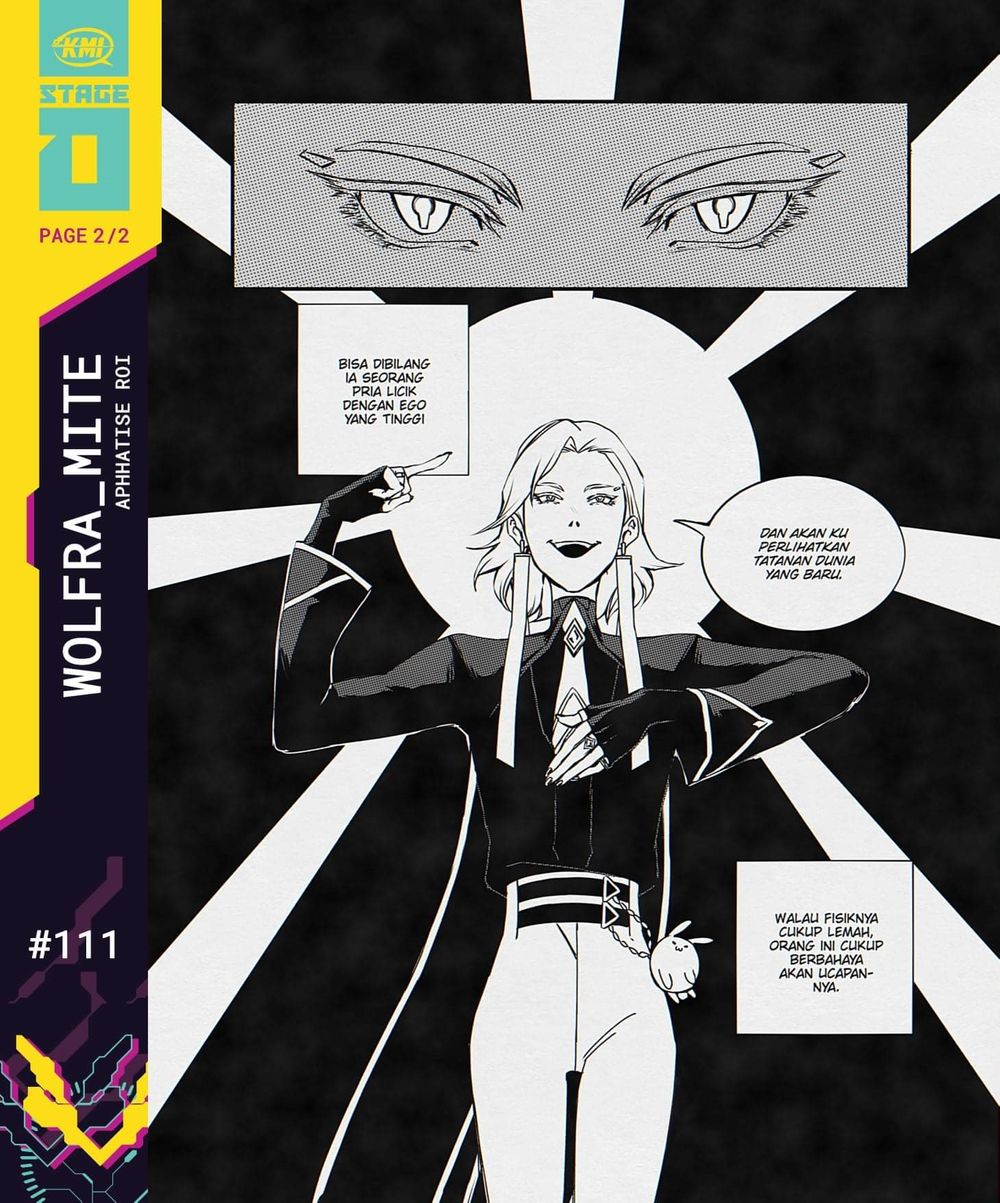 KMI
STAGE
0
PAGE 2/2
WOLFRA_MITE
APHHATISE ROI
#111
BISA DIBILANG
IA SEORANG
PRIA LICIK
DENGAN EGO
YANG TINGGI
DAN AKAN KU
PERLIHATKAN
TATANAN DUNIA
YANG BARU.
WALAU FISIKNYA
CUKUP LEMAH,
ORANG INI CUKUP
BERBAHAYA
AKAN UCAPAN-
NYA.